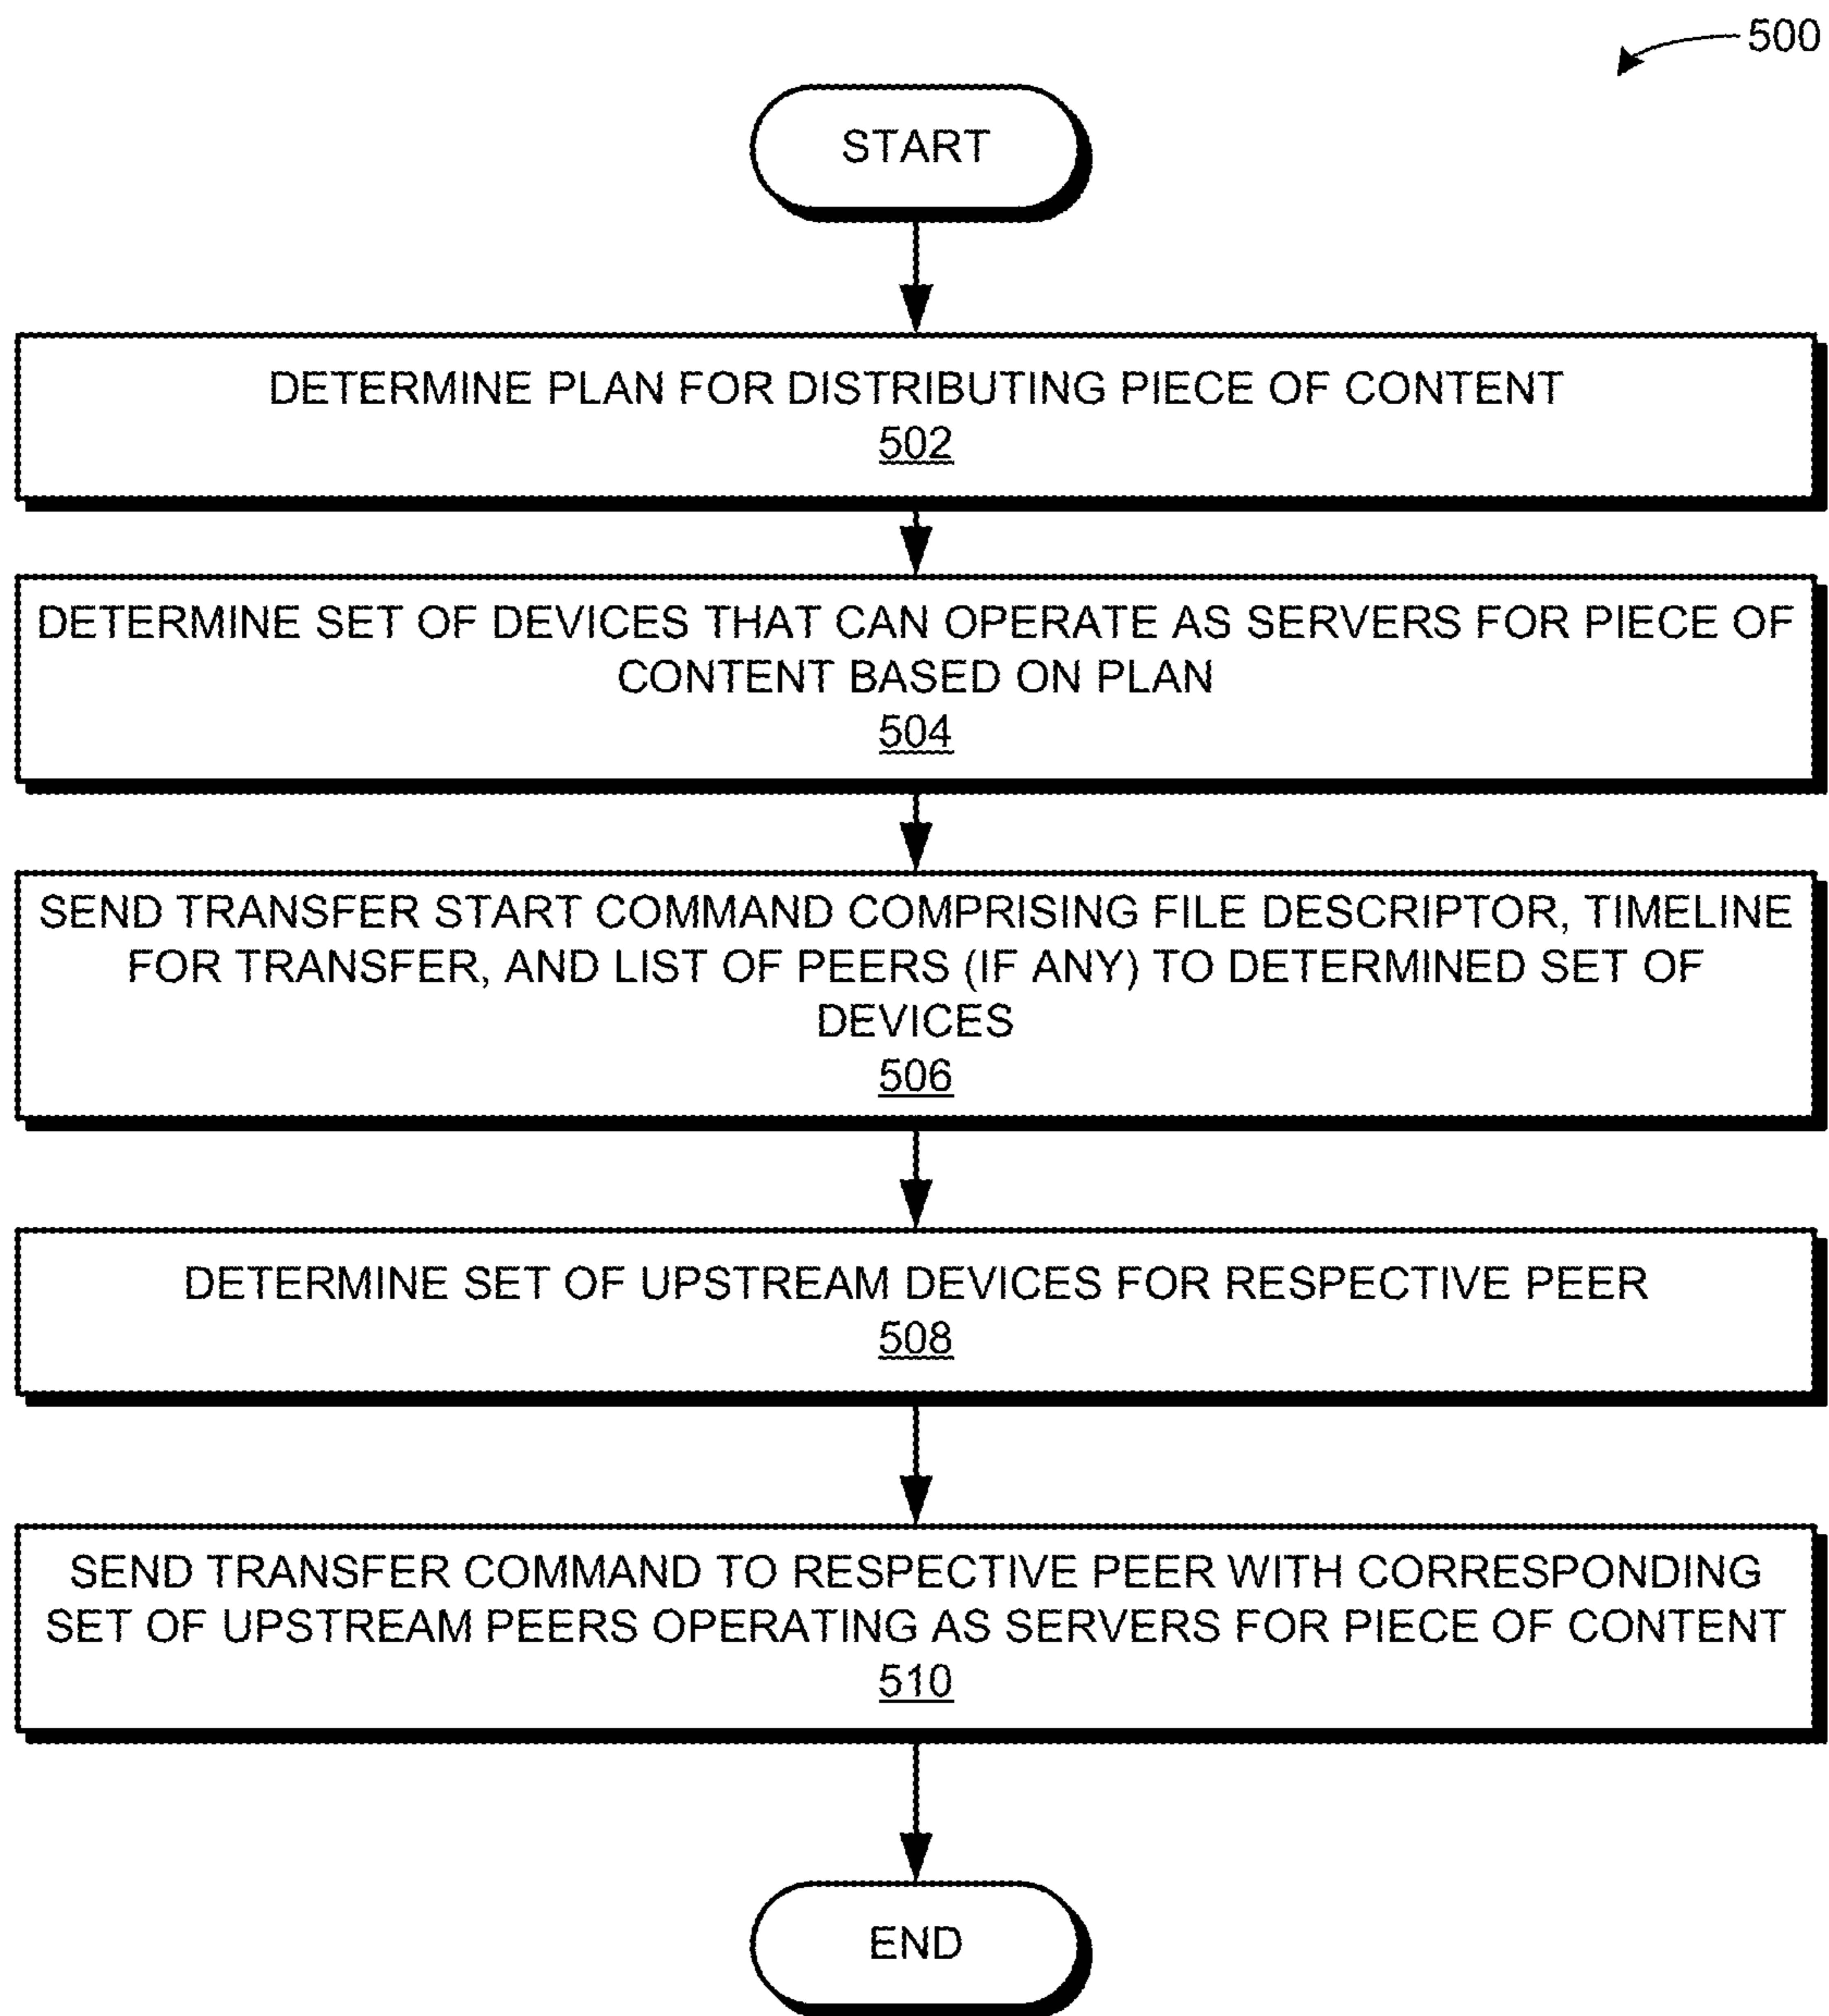 500
START
DETERMINE PLAN FOR DISTRIBUTING PIECE OF CONTENT
502
DETERMINE SET OF DEVICES THAT CAN OPERATE AS SERVERS FOR PIECE OF
CONTENT BASED ON PLAN
504
SEND TRANSFER START COMMAND COMPRISING FILE DESCRIPTOR, TIMELINE
FOR TRANSFER, AND LIST OF PEERS (IF ANY) TO DETERMINED SET OF
DEVICES
506
DETERMINE SET OF UPSTREAM DEVICES FOR RESPECTIVE PEER
508
SEND TRANSFER COMMAND TO RESPECTIVE PEER WITH CORRESPONDING
SET OF UPSTREAM PEERS OPERATING AS SERVERS FOR PIECE OF CONTENT
510
END